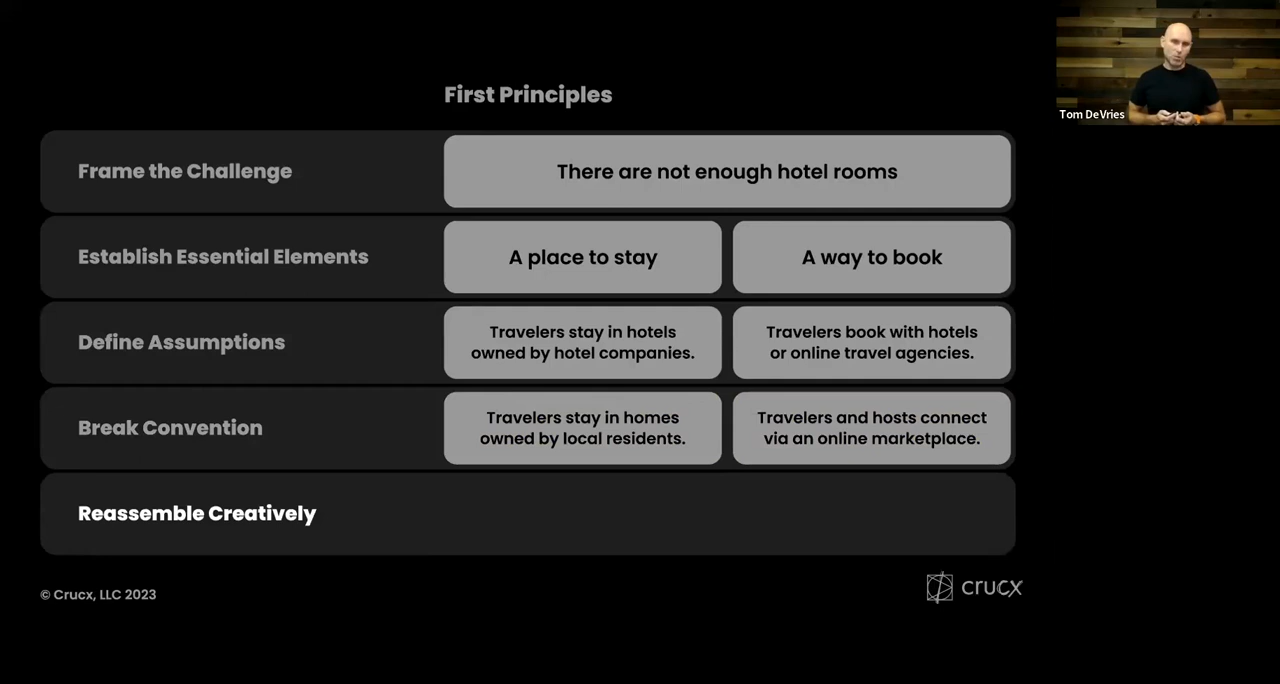 First Principles
Tom DeVries
Frame the Challenge
There are not enough hotel rooms
Establish Essential Elements
A place to stay
A way to book
Define Assumptions
Travelers stay in hotels
owned by hotel companies.
Travelers book with hotels
or online travel agencies.
Break Convention
Travelers stay in homes
owned by local residents.
Travelers and hosts connect
via an online marketplace.
Reassemble Creatively
© Crucx, LLC 2023
crucx